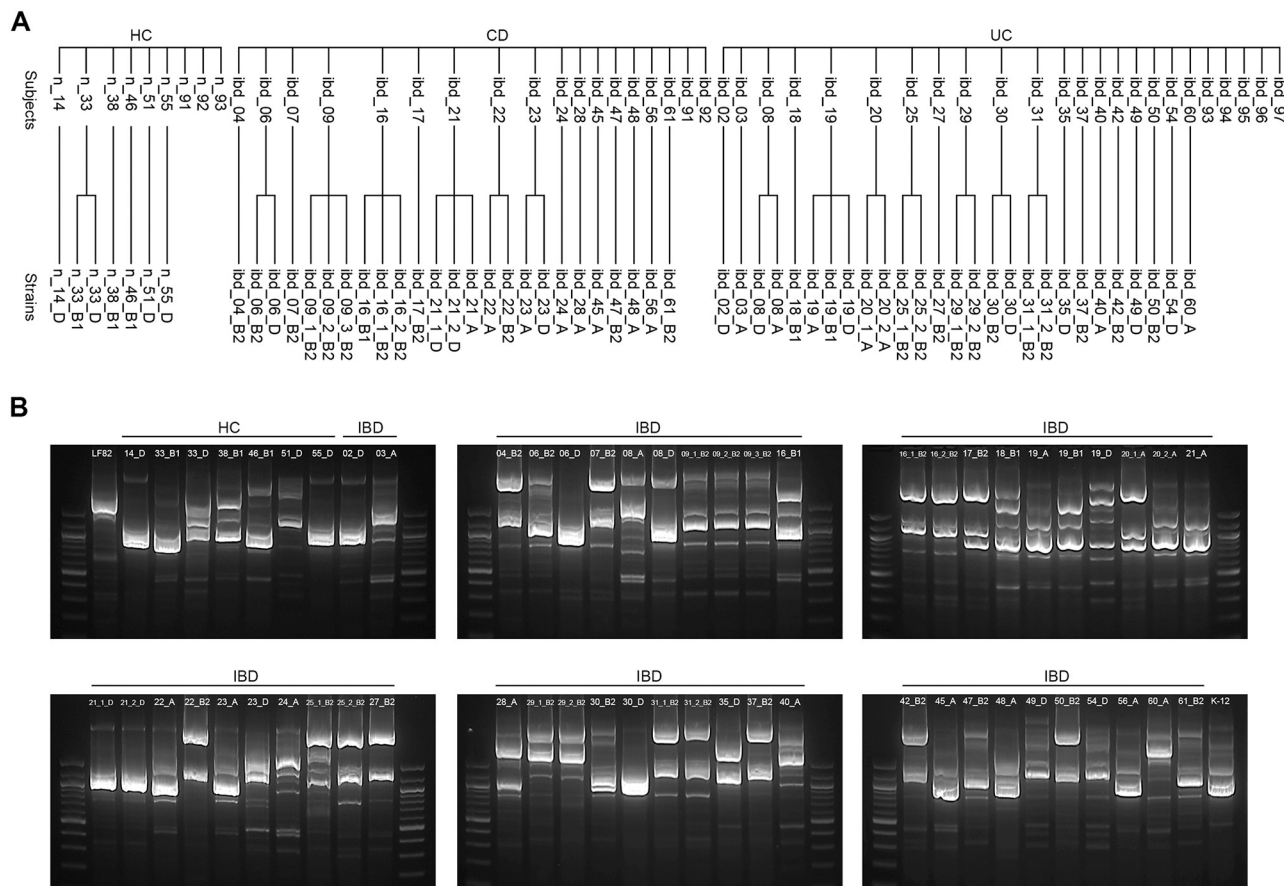 A
HC CD UC
Subjects
n_14 n_33 n_38 n_46 n_51 n_55 n_91 n_92 n_93 ibd_04 ibd_06 ibd_07 ibd_09 ibd_16 ibd_17 ibd_21 ibd_22 ibd_23 ibd_24 ibd_28 ibd_45 ibd_47 ibd_48 ibd_56 ibd_61 ibd_91 ibd_92 ibd_02 ibd_03 ibd_08 ibd_18 ibd_19 ibd_20 ibd_25 ibd_27 ibd_29 ibd_30 ibd_31 ibd_35 ibd_37 ibd_40 ibd_42 ibd_49 ibd_50 ibd_54 ibd_60 ibd_93 ibd_94 ibd_95 ibd_96 ibd_97
Strains
n_14_D n_33_B1 n_33_D n_38_B1 n_46_B1 n_51_D n_55_D ibd_04_B2 ibd_06_B2 ibd_06_D ibd_07_B2 ibd_09_1_B2 ibd_09_2_B2 ibd_09_3_B2 ibd_16_B1 ibd_16_1_B2 ibd_16_2_B2 ibd_17_B2 ibd_21_1_D ibd_21_2_D ibd_21_A ibd_22_A ibd_22_B2 ibd_23_A ibd_23_D ibd_24_A ibd_28_A ibd_45_A ibd_47_B2 ibd_48_A ibd_56_A ibd_61_B2 ibd_02_D ibd_03_A ibd_08_D ibd_08_A ibd_18_B1 ibd_19_A ibd_19_B1 ibd_19_D ibd_20_1_A ibd_20_2_A ibd_25_1_B2 ibd_25_2_B2 ibd_27_B2 ibd_29_1_B2 ibd_29_2_B2 ibd_30_B2 ibd_30_D ibd_31_1_B2 ibd_31_2_B2 ibd_35_D ibd_37_B2 ibd_40_A ibd_42_B2 ibd_49_D ibd_50_B2 ibd_54_D ibd_60_A
B
HC IBD
LF82 14_D 33_B1 33_D 38_B1 46_B1 51_D 55_D 02_D 03_A
IBD
04_B2 06_B2 06_D 07_B2 08_A 08_D 09_1_B2 09_2_B2 09_3_B2 16_B1
IBD
16_1_B2 16_2_B2 17_B2 18_B1 19_A 19_B1 19_D 20_1_A 20_2_A 21_A
IBD
21_1_D 21_2_D 22_A 22_B2 23_A 23_D 24_A 25_1_B2 25_2_B2 27_B2
IBD
28_A 29_1_B2 29_2_B2 30_B2 30_D 31_1_B2 31_2_B2 35_D 37_B2 40_A
IBD
42_B2 45_A 47_B2 48_A 49_D 50_B2 54_D 56_A 60_A 61_B2 K-12